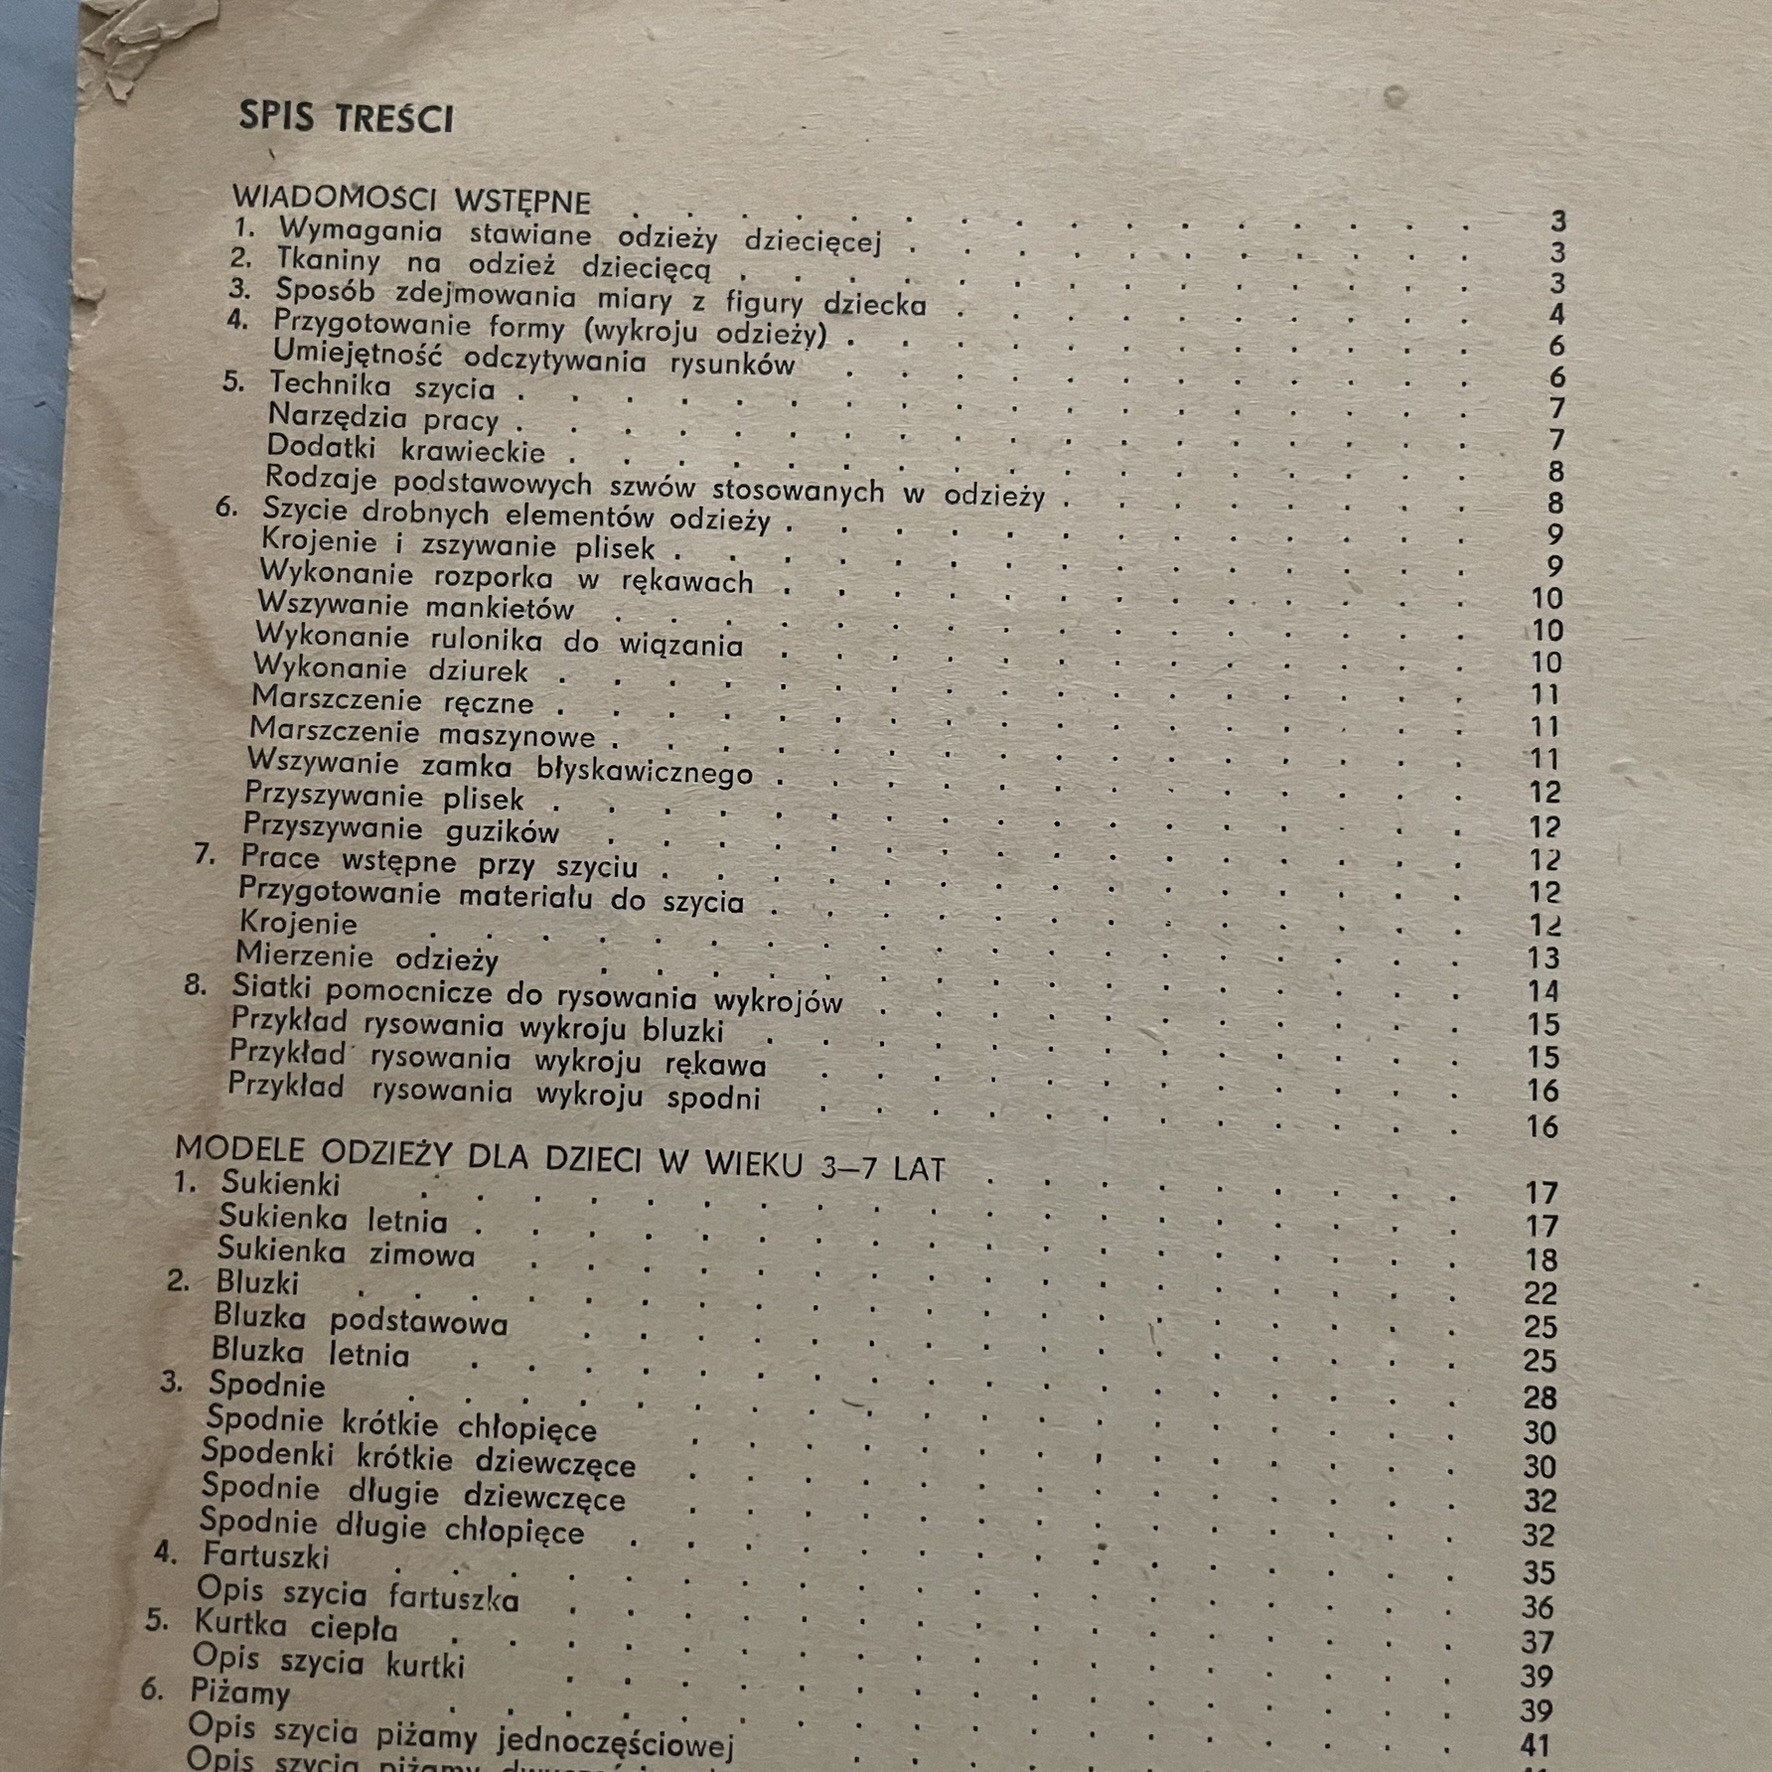 SPIS TREŚCI
WIADOMOŚCI WSTĘPNE . . . . . . . . . . . . . . . . 3
1. Wymagania stawiane odzieży dziecięcej . . . . . . . . . . . 3
2. Tkaniny na odzież dziecięcą . . . . . . . . . . . . . . 3
3. Sposób zdejmowania miary z figury dziecka . . . . . . . . . . 4
4. Przygotowanie formy (wykroju odzieży) . . . . . . . . . . . . 6
Umiejętność odczytywania rysunków . . . . . . . . . . . . 6
5. Technika szycia . . . . . . . . . . . . . . . . . . 7
Narzędzia pracy . . . . . . . . . . . . . . . . . . 7
Dodatki krawieckie . . . . . . . . . . . . . . . . . 8
Rodzaje podstawowych szwów stosowanych w odzieży . . . . . . . . 8
6. Szycie drobnych elementów odzieży . . . . . . . . . . . . . 9
Krojenie i zszywanie plisek . . . . . . . . . . . . . . . 9
Wykonanie rozporka w rękawach . . . . . . . . . . . . . 10
Wszywanie mankietów . . . . . . . . . . . . . . . . 10
Wykonanie rulonika do wiązania . . . . . . . . . . . . . 10
Wykonanie dziurek . . . . . . . . . . . . . . . . . 11
Marszczenie ręczne . . . . . . . . . . . . . . . . . 11
Marszczenie maszynowe . . . . . . . . . . . . . . . . 11
Wszywanie zamka błyskawicznego . . . . . . . . . . . . . 12
Przyszywanie plisek . . . . . . . . . . . . . . . . . 12
Przyszywanie guzików . . . . . . . . . . . . . . . . 12
7. Prace wstępne przy szyciu . . . . . . . . . . . . . . . 12
Przygotowanie materiału do szycia . . . . . . . . . . . . . 12
Krojenie . . . . . . . . . . . . . . . . . . . 13
Mierzenie odzieży . . . . . . . . . . . . . . . . 14
8. Siatki pomocnicze do rysowania wykrojów . . . . . . . . . . . 15
Przykład rysowania wykroju bluzki . . . . . . . . . . . . . 15
Przykład rysowania wykroju rękawa . . . . . . . . . . . . 16
Przykład rysowania wykroju spodni . . . . . . . . . . . . 16
MODELE ODZIEŻY DLA DZIECI W WIEKU 3—7 LAT . . . . . . . . . 17
1. Sukienki . . . . . . . . . . . . . . . . . . . 17
Sukienka letnia . . . . . . . . . . . . . . . . . . 18
Sukienka zimowa . . . . . . . . . . . . . . . . . 22
2. Bluzki . . . . . . . . . . . . . . . . . . . . 25
Bluzka podstawowa . . . . . . . . . . . . . . . . 25
Bluzka letnia . . . . . . . . . . . . . . . . . . 28
3. Spodnie . . . . . . . . . . . . . . . . . . . 30
Spodnie krótkie chłopięce . . . . . . . . . . . . . . 30
Spodenki krótkie dziewczęce . . . . . . . . . . . . . . 32
Spodnie długie dziewczęce . . . . . . . . . . . . . . 32
Spodnie długie chłopięce . . . . . . . . . . . . . . . 35
4. Fartuszki . . . . . . . . . . . . . . . . . . . 36
Opis szycia fartuszka . . . . . . . . . . . . . . . . 37
5. Kurtka ciepła . . . . . . . . . . . . . . . . . . 39
Opis szycia kurtki . . . . . . . . . . . . . . . . 39
6. Piżamy . . . . . . . . . . . . . . . . . . 41
Opis szycia piżamy jednoczęściowej . . . . . . . . . . . 41
Opis szycia piżamy